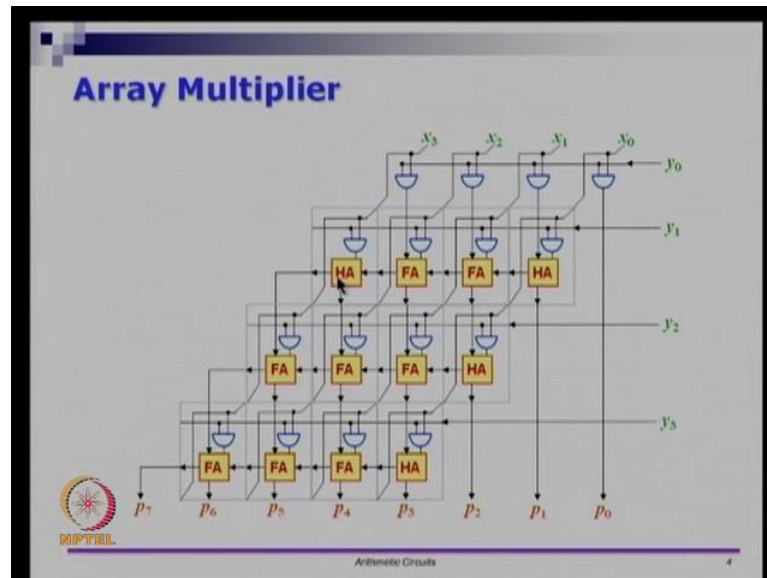 Array Multiplier
x₃ x₂ x₁ x₀
y₀
y₁
HA FA FA HA
y₂
FA FA FA HA
y₃
FA FA FA HA
p₇ p₆ p₅ p₄ p₃ p₂ p₁ p₀
NPTEL
Arithmetic Circuits 4